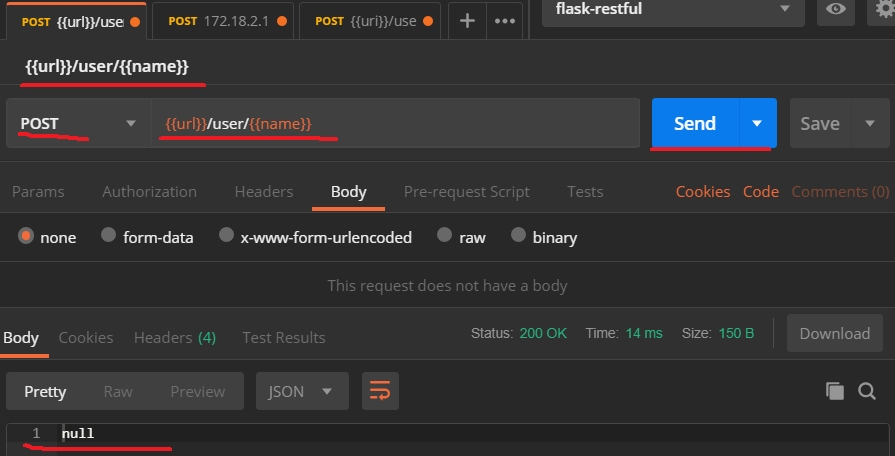 POST {{url}}/user POST 172.18.2.1 POST {{uri}}/use + ••• flask-restful
{{url}}/user/{{name}}
POST {{url}}/user/{{name}} Send Save
Params Authorization Headers Body Pre-request Script Tests Cookies Code Comments (0)
none form-data x-www-form-urlencoded raw binary
This request does not have a body
Body Cookies Headers (4) Test Results Status: 200 OK Time: 14 ms Size: 150 B Download
Pretty Raw Preview JSON
1 null